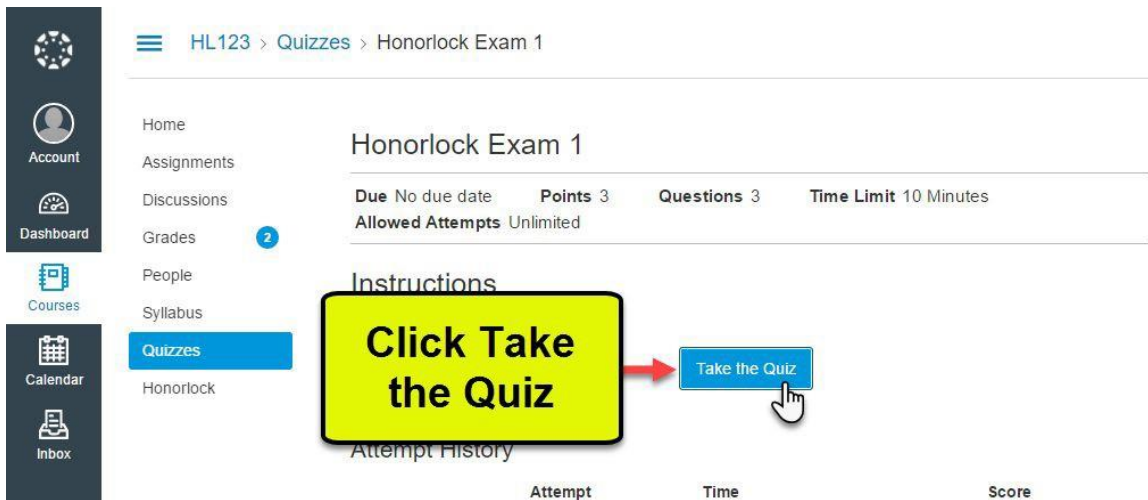 HL123 > Quizzes > Honorlock Exam 1
Account
Dashboard
Courses
Calendar
Inbox
Home
Assignments
Discussions
Grades 2
People
Syllabus
Quizzes
Honorlock
Honorlock Exam 1
Due No due date Points 3 Questions 3 Time Limit 10 Minutes
Allowed Attempts Unlimited
Instructions
Click Take
the Quiz
Take the Quiz
Attempt History
Attempt Time Score